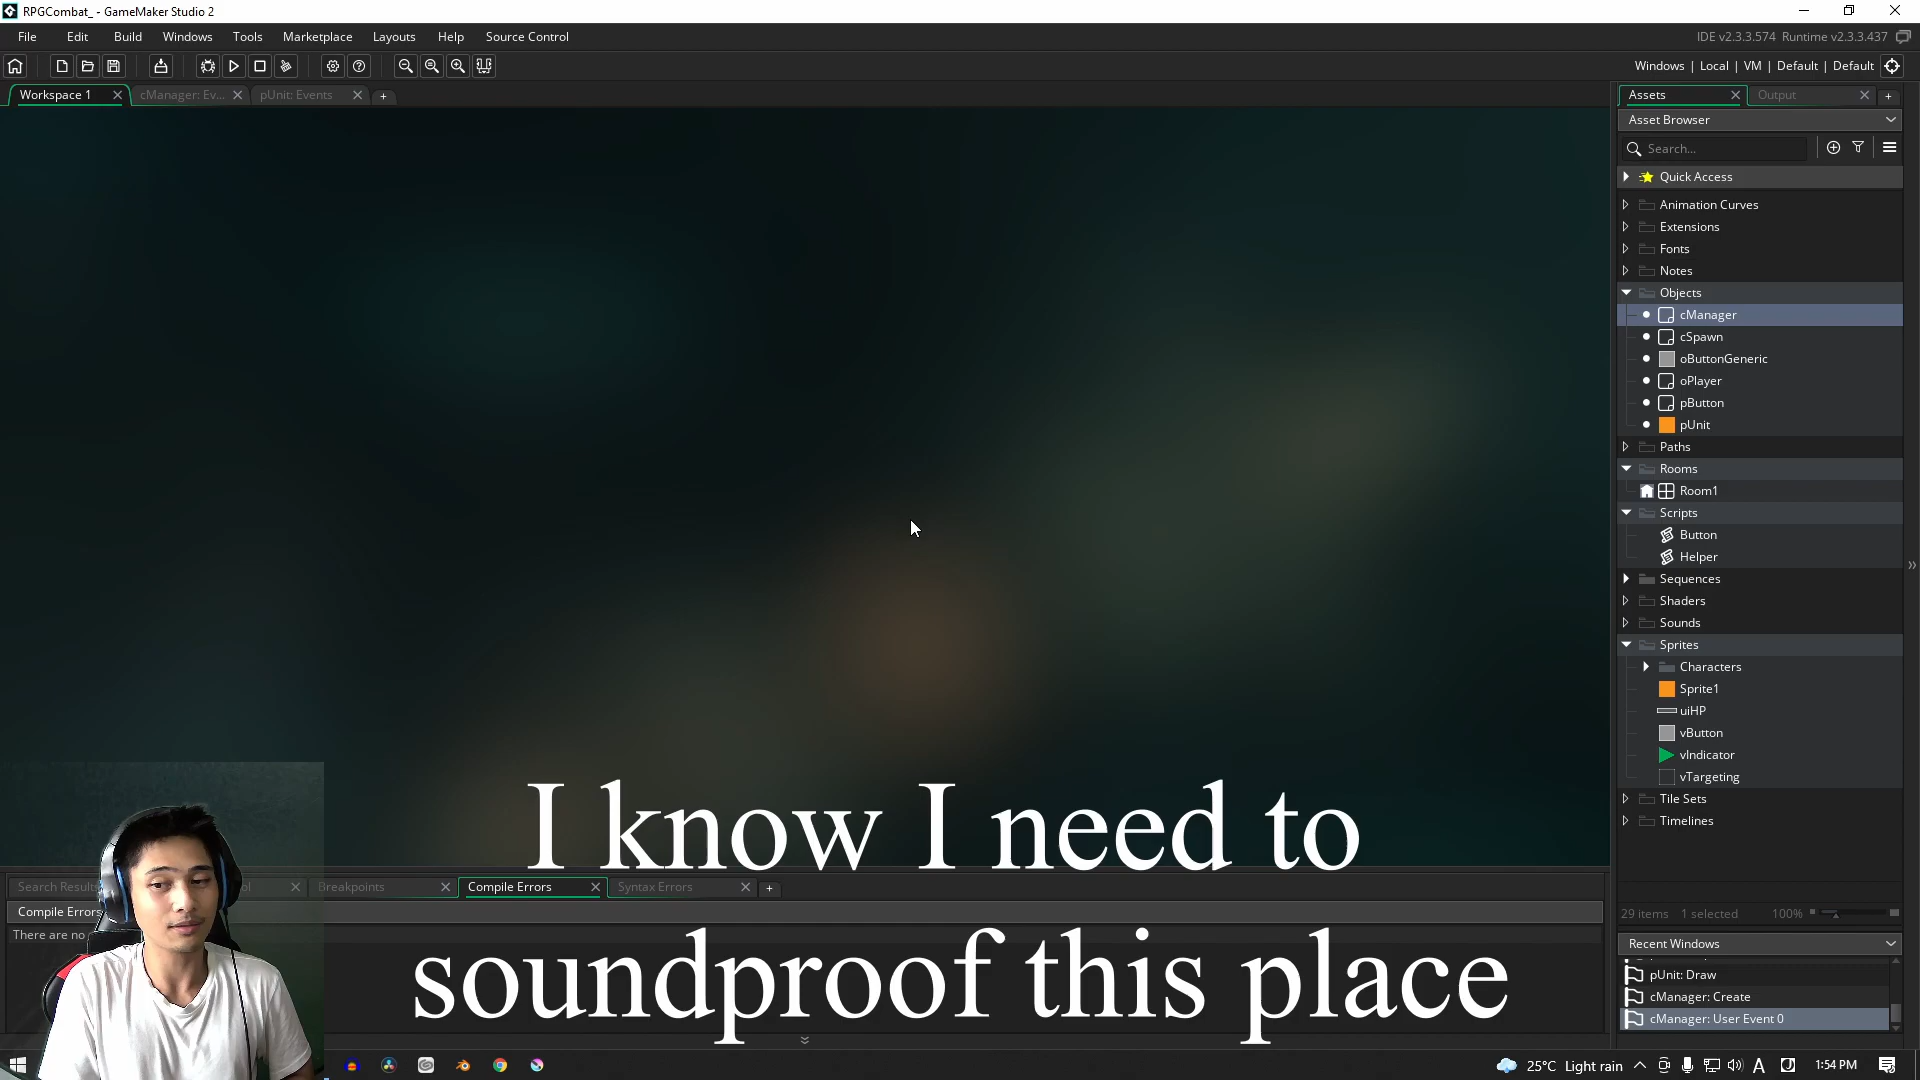 RPGCombat_ - GameMaker Studio 2
File Edit Build Windows Tools Marketplace Layouts Help Source Control
IDE v2.3.3.574 Runtime v2.3.3.437
Windows | Local | VM | Default | Default
Workspace 1 cManager: Ev... pUnit: Events
Assets Output
Asset Browser
Search...
Quick Access
Animation Curves
Extensions
Fonts
Notes
Objects
cManager
cSpawn
oButtonGeneric
oPlayer
pButton
pUnit
Paths
Rooms
Room1
Scripts
Button
Helper
Sequences
Shaders
Sounds
Sprites
Characters
Sprite1
uiHP
vButton
vIndicator
vTargeting
Tile Sets
Timelines
29 items 1 selected 100%
Recent Windows
pUnit: Draw
cManager: Create
cManager: User Event 0
I know I need to
soundproof this place
Search Results Breakpoints Compile Errors Syntax Errors
Compile Errors
There are no
25°C Light rain A 1:54 PM